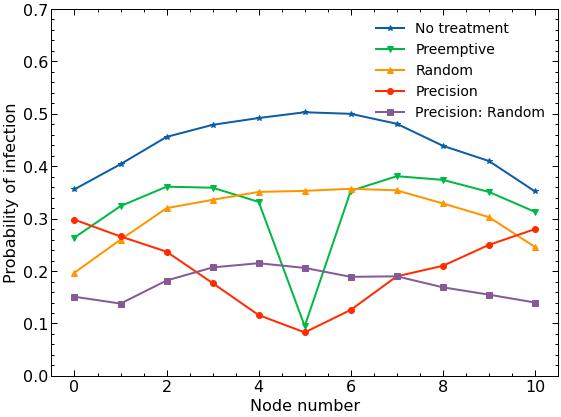 0.7
0.6
0.5
0.4
0.3
0.2
0.1
0.0
Probability of infection
No treatment
Preemptive
Random
Precision
Precision: Random
0 2 4 6 8 10
Node number